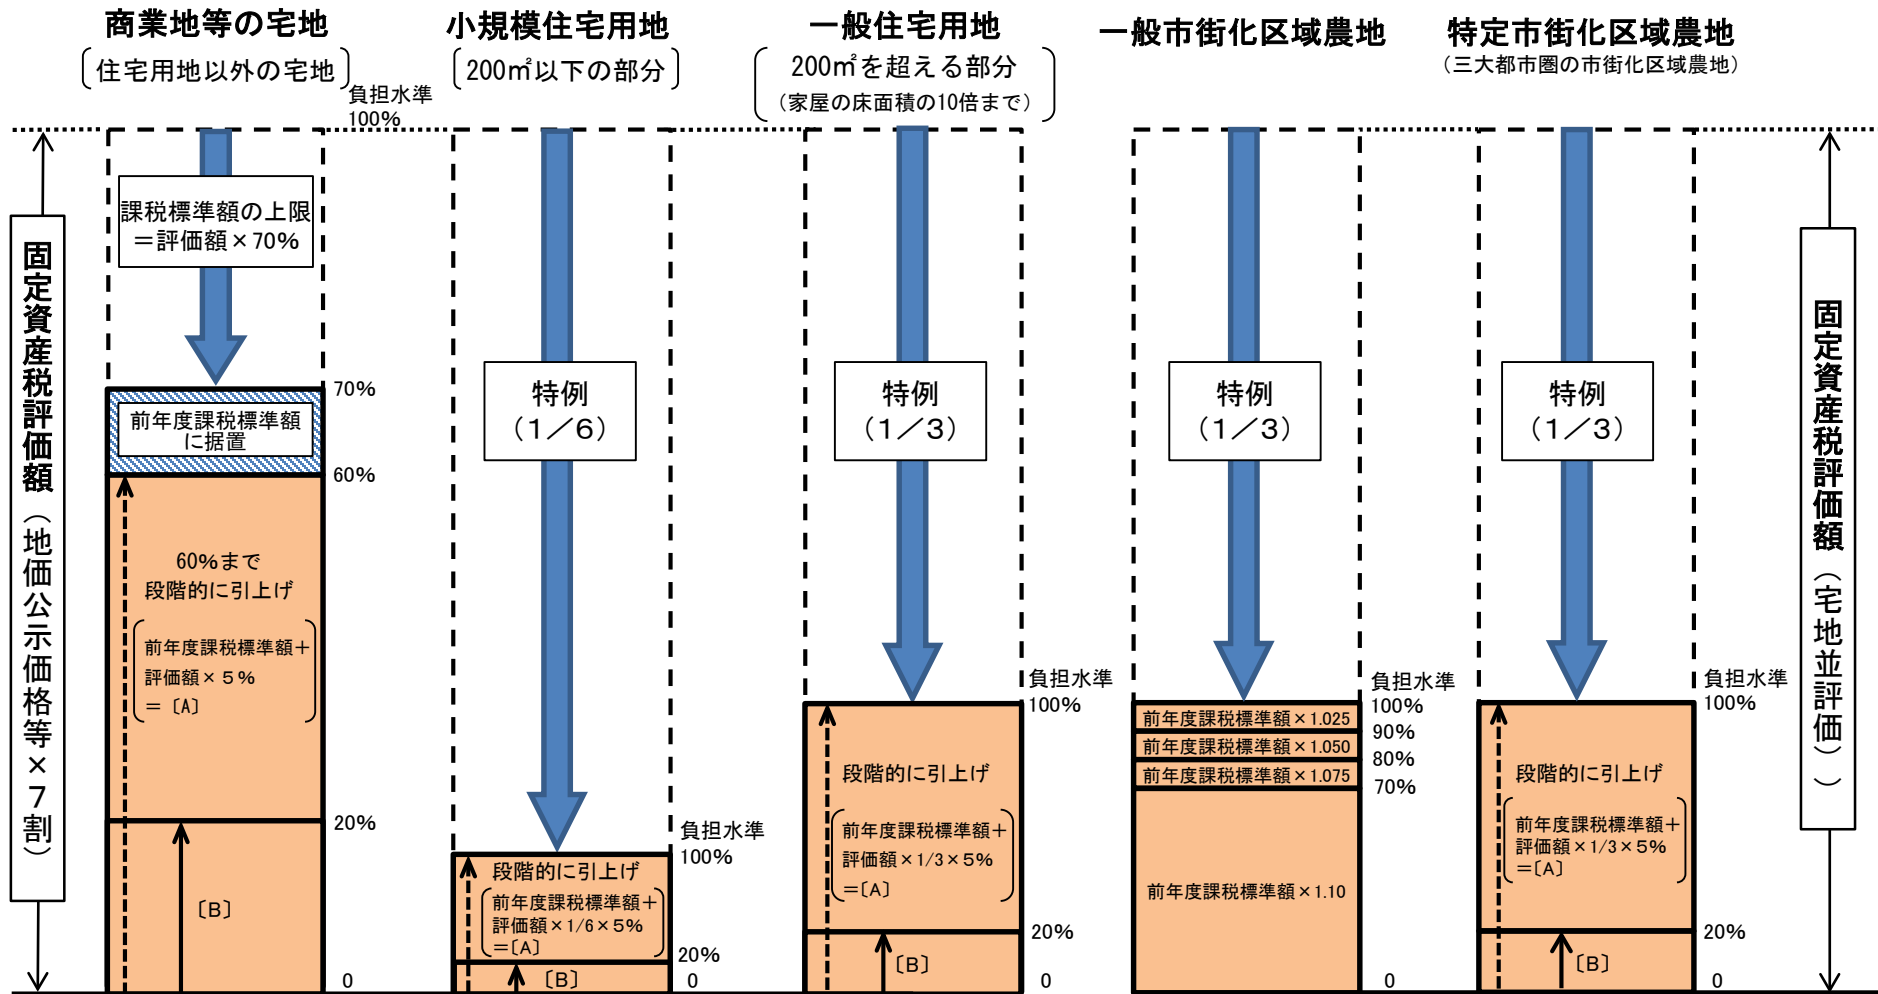 商業地等の宅地
住宅用地以外の宅地
小規模住宅用地
200㎡以下の部分
一般住宅用地
200㎡を超える部分
（家屋の床面積の10倍まで）
一般市街化区域農地
特定市街化区域農地
（三大都市圏の市街化区域農地）
負担水準
100%
固定資産税評価額（地価公示価格等×７割）
課税標準額の上限
＝評価額×70%
70%
前年度課税標準額
に据置
60%
60%まで
段階的に引上げ
前年度課税標準額＋
評価額×５%
＝〔A〕
20%
〔B〕
0
特例
（１／６）
負担水準
100%
段階的に引上げ
前年度課税標準額＋
評価額×1/6×5%
＝〔A〕
20%
〔B〕
0
特例
（１／３）
負担水準
100%
段階的に引上げ
前年度課税標準額＋
評価額×1/3×5%
＝〔A〕
20%
〔B〕
0
特例
（１／３）
負担水準
100%
前年度課税標準額×1.025
90%
前年度課税標準額×1.050
80%
前年度課税標準額×1.075
70%
前年度課税標準額×1.10
0
特例
（１／３）
負担水準
100%
段階的に引上げ
前年度課税標準額＋
評価額×1/3×5%
＝〔A〕
20%
〔B〕
0
固定資産税評価額（宅地並評価））